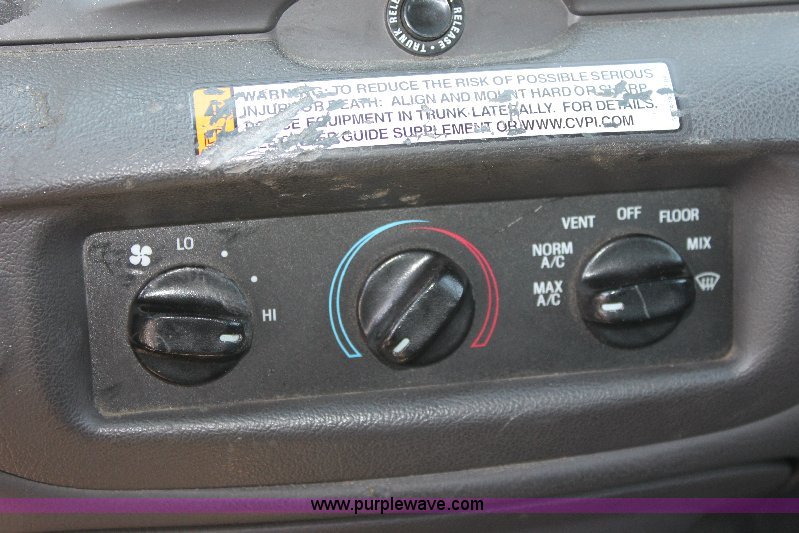 TRUNK RELEASE • TRUNK RELEASE •
WARNING: TO REDUCE THE RISK OF POSSIBLE SERIOUS
INJURY OR DEATH: ALIGN AND MOUNT HARD OR SHARP
EQUIPMENT IN TRUNK LATERALLY. FOR DETAILS,
GUIDE SUPPLEMENT OR WWW.CVPI.COM
LO
HI
MAX A/C
NORM A/C
VENT
OFF
FLOOR
MIX
www.purplewave.com